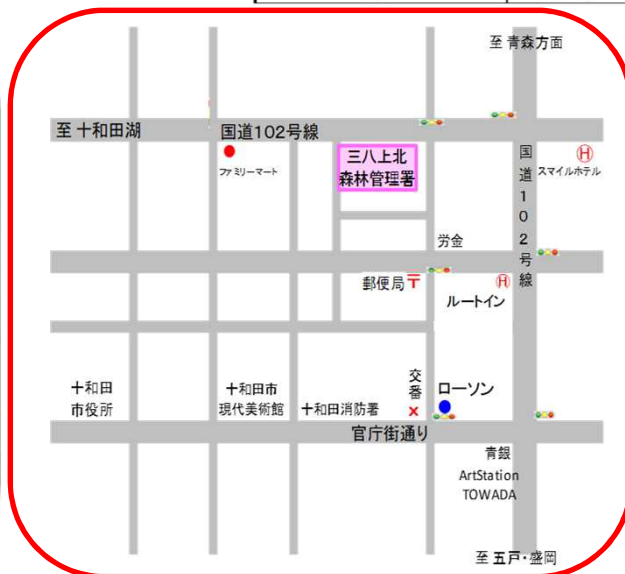 至 青森方面
至 十和田湖
国道102号線
ファミリーマート
三八上北
森林管理署
国道102号線
H
スマイルホテル
労金
郵便局〒
H
ルートイン
十和田
市役所
十和田市
現代美術館
十和田消防署
交番
×
ローソン
官庁街通り
青銀
ArtStation
TOWADA
至 五戸・盛岡